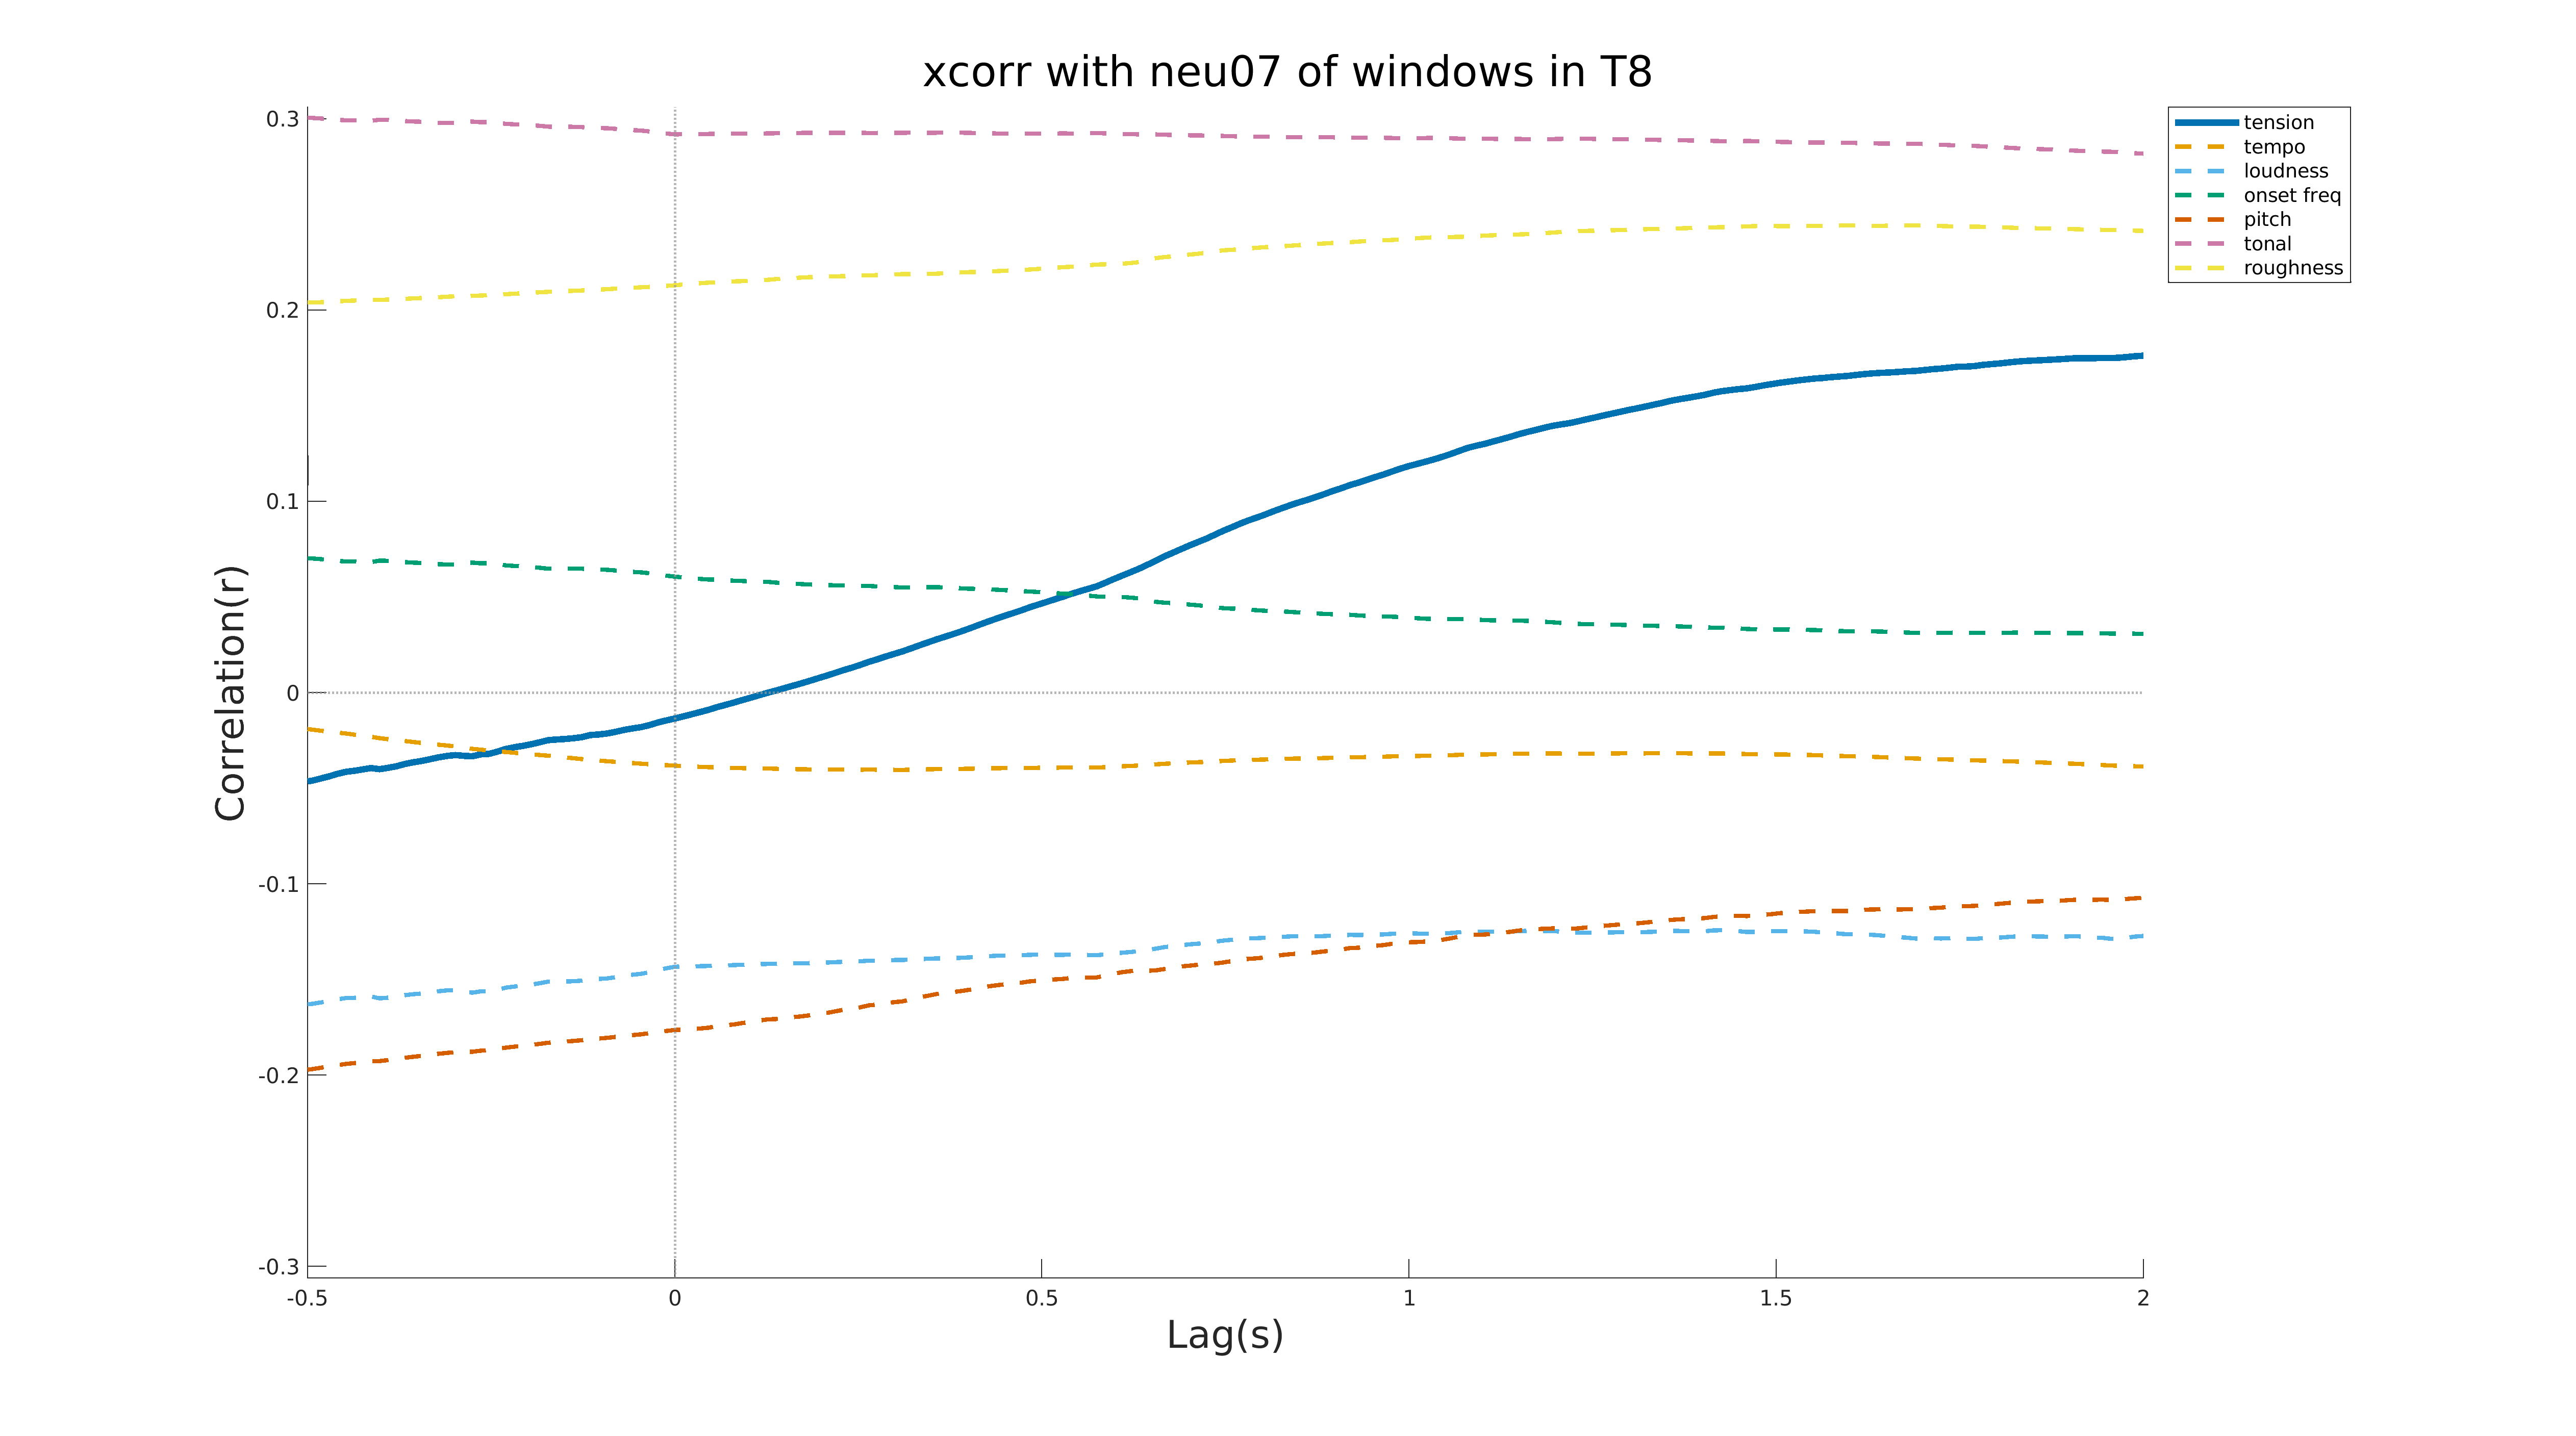 xcorr with neu07 of windows in T8
0.3
0.2
0.1
0
-0.1
-0.2
-0.3
Correlation(r)
-0.5
0
0.5
1
1.5
2
Lag(s)
tension
tempo
loudness
onset freq
pitch
tonal
roughness